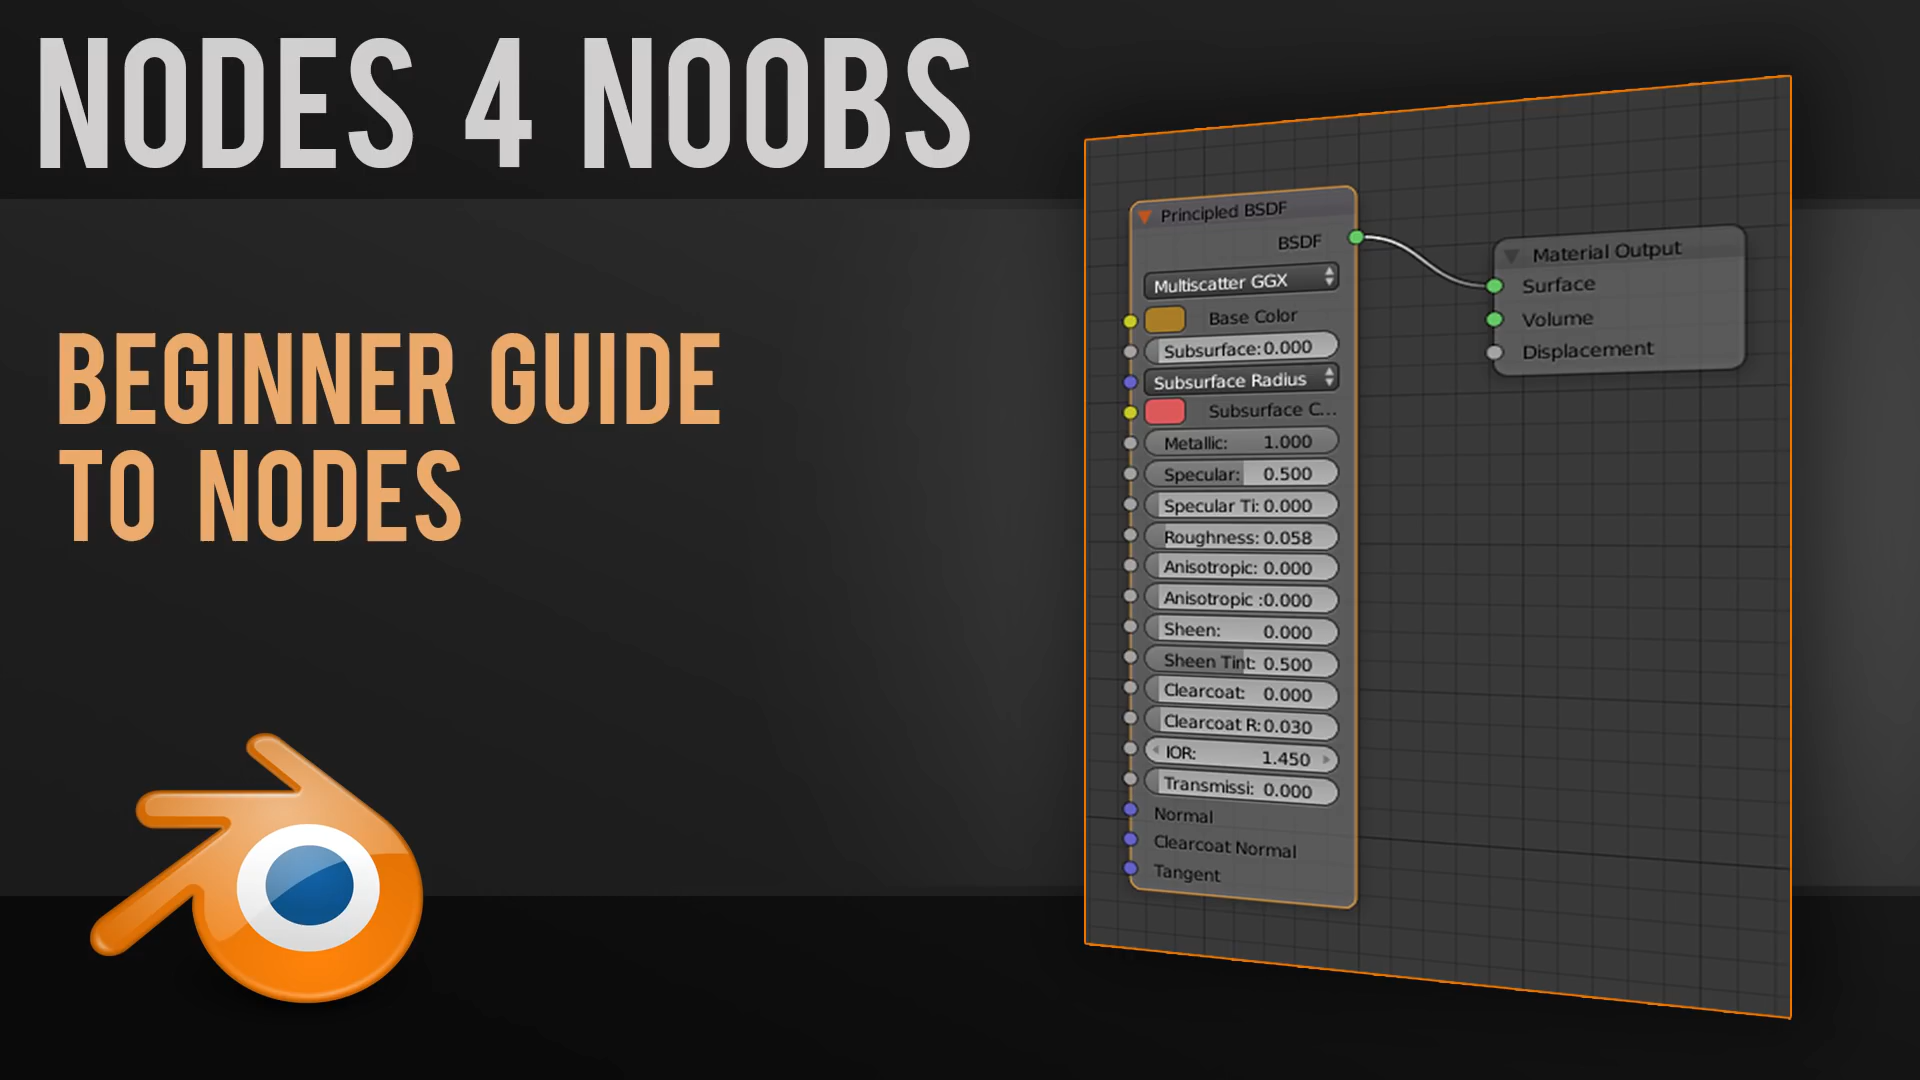 NODES 4 NOOBS
BEGINNER GUIDE
TO NODES
Principled BSDF
BSDF
Multiscatter GGX
Base Color
Subsurface: 0.000
Subsurface Radius
Subsurface C...
Metallic: 1.000
Specular: 0.500
Specular Ti: 0.000
Roughness: 0.058
Anisotropic: 0.000
Anisotropic : 0.000
Sheen: 0.000
Sheen Tint: 0.500
Clearcoat: 0.000
Clearcoat R: 0.030
IOR: 1.450
Transmissi: 0.000
Normal
Clearcoat Normal
Tangent
Material Output
Surface
Volume
Displacement